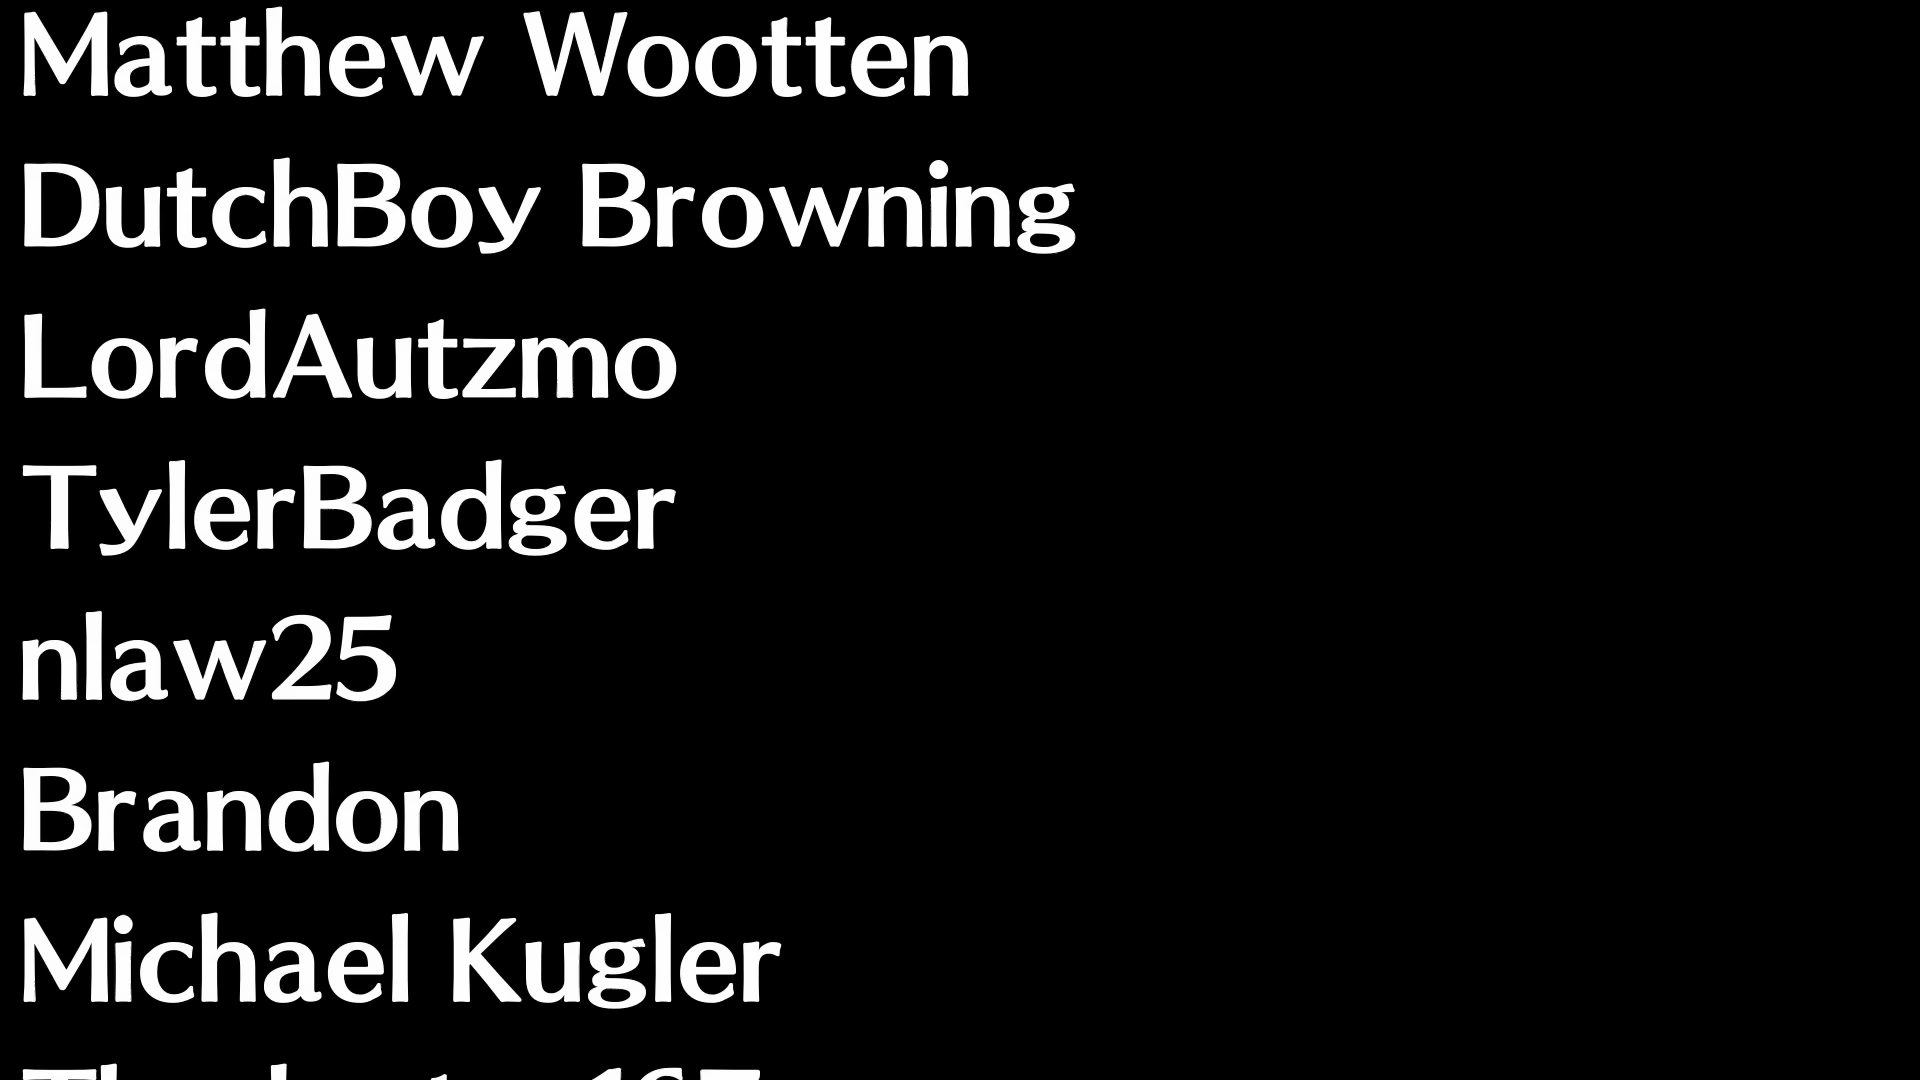 Matthew Wootten
DutchBoy Browning
LordAutzmo
TylerBadger
nlaw25
Brandon
Michael Kugler